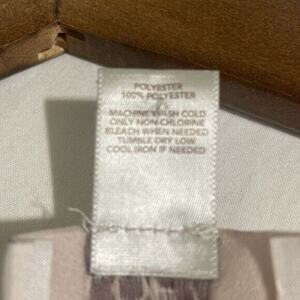 POLYESTER
100% POLYESTER
MACHINE WASH COLD
ONLY NON-CHLORINE
BLEACH WHEN NEEDED
TUMBLE DRY LOW
COOL IRON IF NEEDED